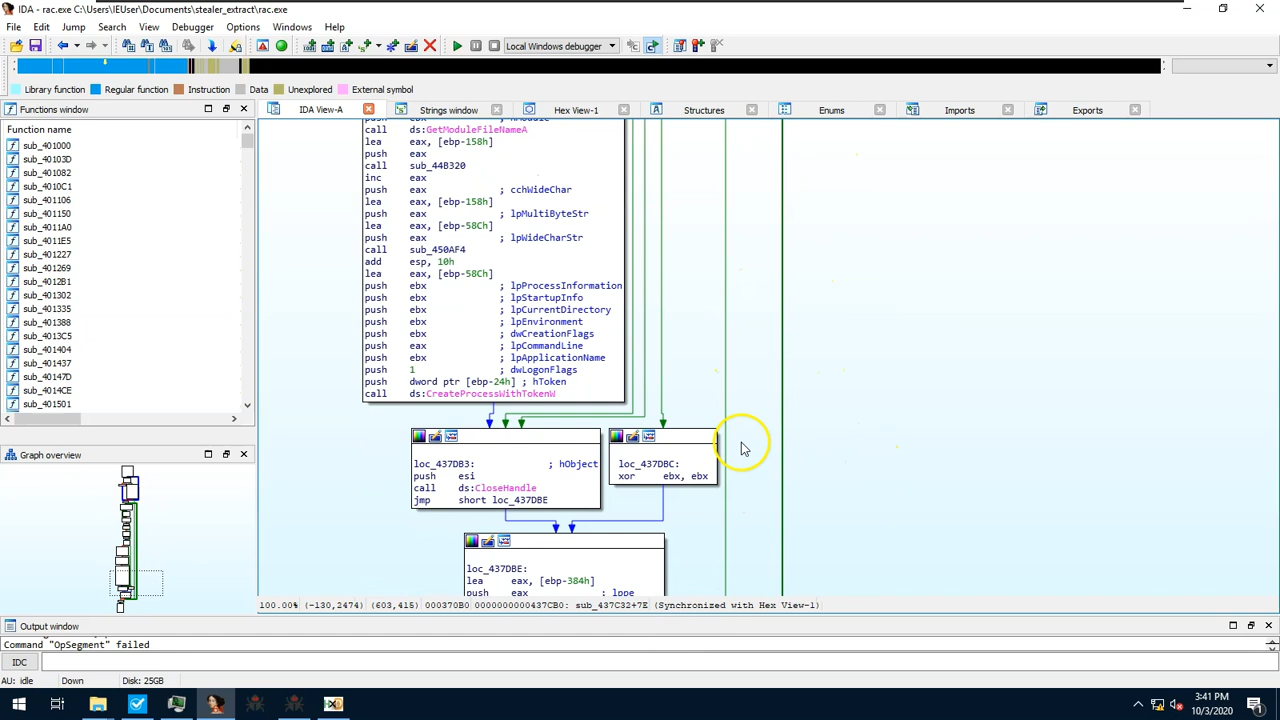 IDA - rac.exe C:\Users\IEUser\Documents\stealer_extract\rac.exe
File Edit Jump Search View Debugger Options Windows Help
Local Windows debugger
Library function Regular function Instruction Data Unexplored External symbol
Functions window
Function name
sub_401000
sub_40103D
sub_401082
sub_4010C1
sub_401106
sub_401150
sub_4011A0
sub_4011E5
sub_401227
sub_401269
sub_4012B1
sub_401302
sub_401335
sub_401388
sub_4013C5
sub_401404
sub_401437
sub_40147D
sub_4014CE
sub_401501
Graph overview
IDA View-A Strings window Hex View-1 Structures Enums Imports Exports
push ebx ; hModule
call ds:GetModuleFileNameA
lea eax, [ebp-158h]
push eax
call sub_44B320
inc eax
push eax ; cchWideChar
lea eax, [ebp-158h]
push eax ; lpMultiByteStr
lea eax, [ebp-58Ch]
push eax ; lpWideCharStr
call sub_450AF4
add esp, 10h
lea eax, [ebp-58Ch]
push ebx ; lpProcessInformation
push ebx ; lpStartupInfo
push ebx ; lpCurrentDirectory
push ebx ; lpEnvironment
push ebx ; dwCreationFlags
push eax ; lpCommandLine
push ebx ; lpApplicationName
push 1 ; dwLogonFlags
push dword ptr [ebp-24h] ; hToken
call ds:CreateProcessWithTokenW
loc_437DB3: ; hObject
push esi
call ds:CloseHandle
jmp short loc_437DBE
loc_437DBC:
xor ebx, ebx
loc_437DBE:
lea eax, [ebp-384h]
push eax ; lppe
100.00% (-130,2474) (603,415) 000370B0 0000000000437CB0: sub_437C32+7E (Synchronized with Hex View-1)
Output window
Command "OpSegment" failed
IDC
AU: idle Down Disk: 25GB
3:41 PM
10/3/2020
1